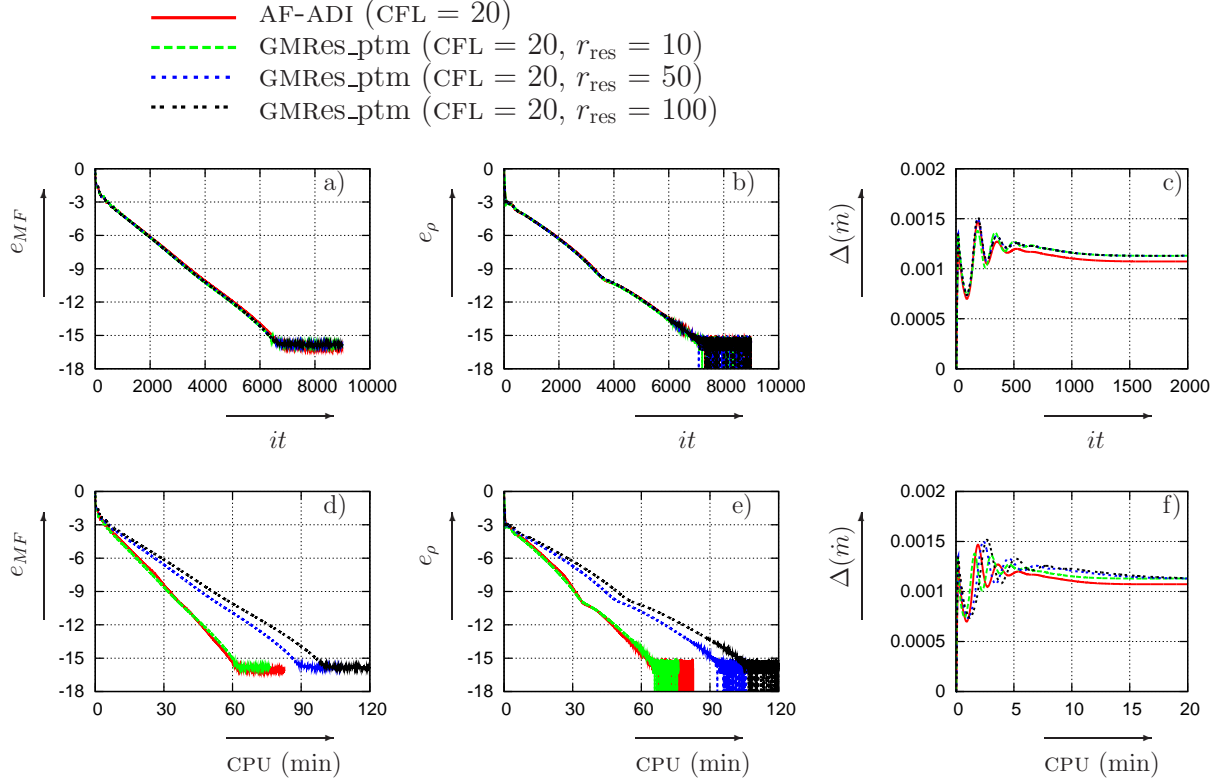 AF-ADI (CFL = 20)
GMRes_ptm (CFL = 20, r_res = 10)
GMRes_ptm (CFL = 20, r_res = 50)
GMRes_ptm (CFL = 20, r_res = 100)
a)
e_MF
0
-3
-6
-9
-12
-15
-18
0 2000 4000 6000 8000 10000
it
b)
e_ρ
0
-3
-6
-9
-12
-15
-18
0 2000 4000 6000 8000 10000
it
c)
Δ(ṁ)
0.002
0.0015
0.001
0.0005
0
0 500 1000 1500 2000
d)
e_MF
0
-3
-6
-9
-12
-15
-18
0 30 60 90 120
CPU (min)
e)
e_ρ
0
-3
-6
-9
-12
-15
-18
0 30 60 90 120
CPU (min)
f)
Δ(ṁ)
0.002
0.0015
0.001
0.0005
0
0 5 10 15 20
CPU (min)
it